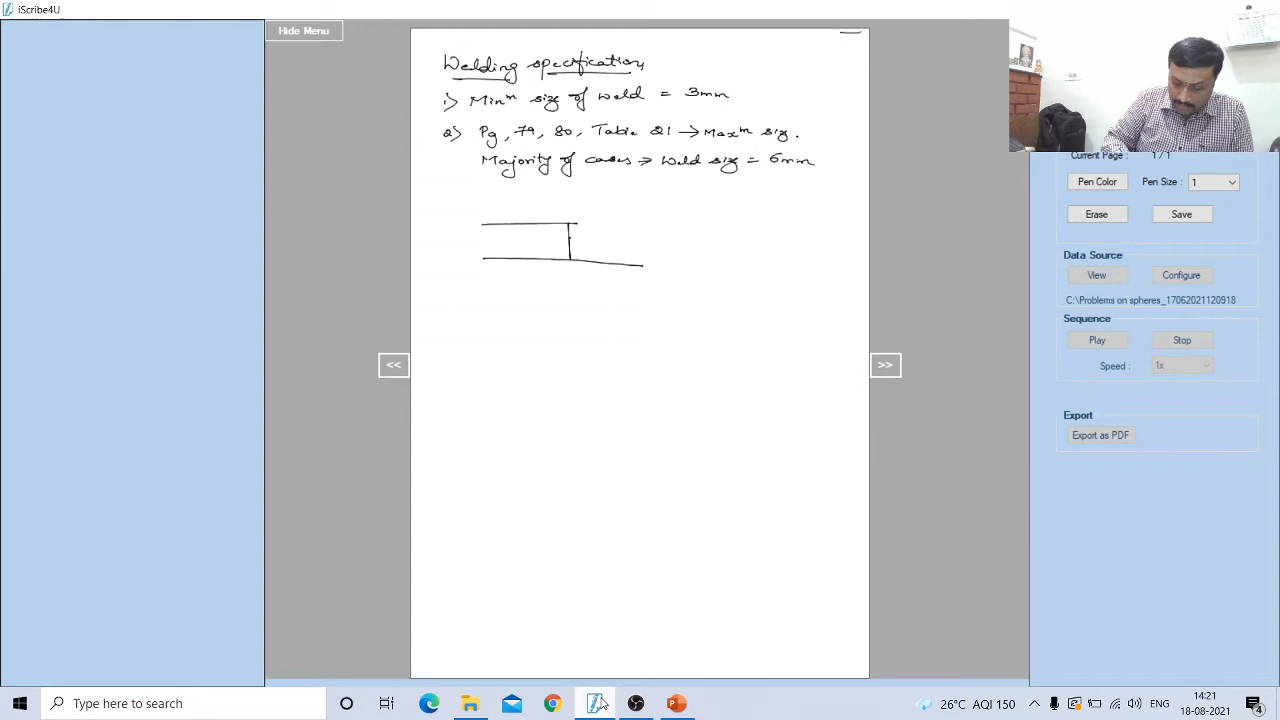 iScribe4U
Hide Menu
Welding specifications
i) Minᵐ size of weld = 3mm
2) Pg, 79, 80, Table 21 → Maxᵐ size.
Majority of cases → Weld size = 6mm
<<
>>
Current Page : 1 / 1
Pen Color Pen Size : 1
Erase Save
Data Source
View Configure
C:\Problems on spheres_17062021120918
Sequence
Play Stop
Speed : 1x
Export
Export as PDF
Type here to search
26°C AQI 150 ENG 14:21
18-08-2021 4